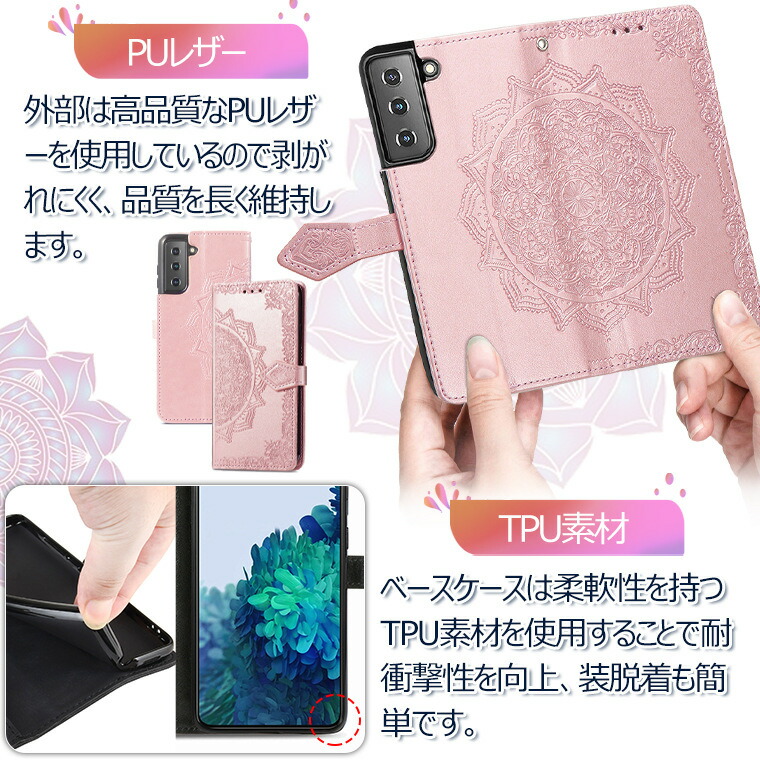 PUレザー
外部は高品質なPUレザ
ーを使用しているので剥が
れにくく、品質を長く維持し
ます。
TPU素材
ベースケースは柔軟性を持つ
TPU素材を使用することで耐
衝撃性を向上、装脱着も簡
単です。